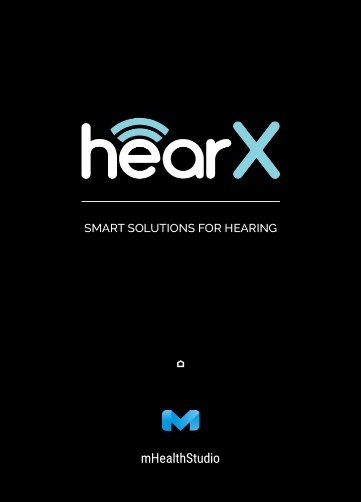 hearX
SMART SOLUTIONS FOR HEARING
mHealthStudio